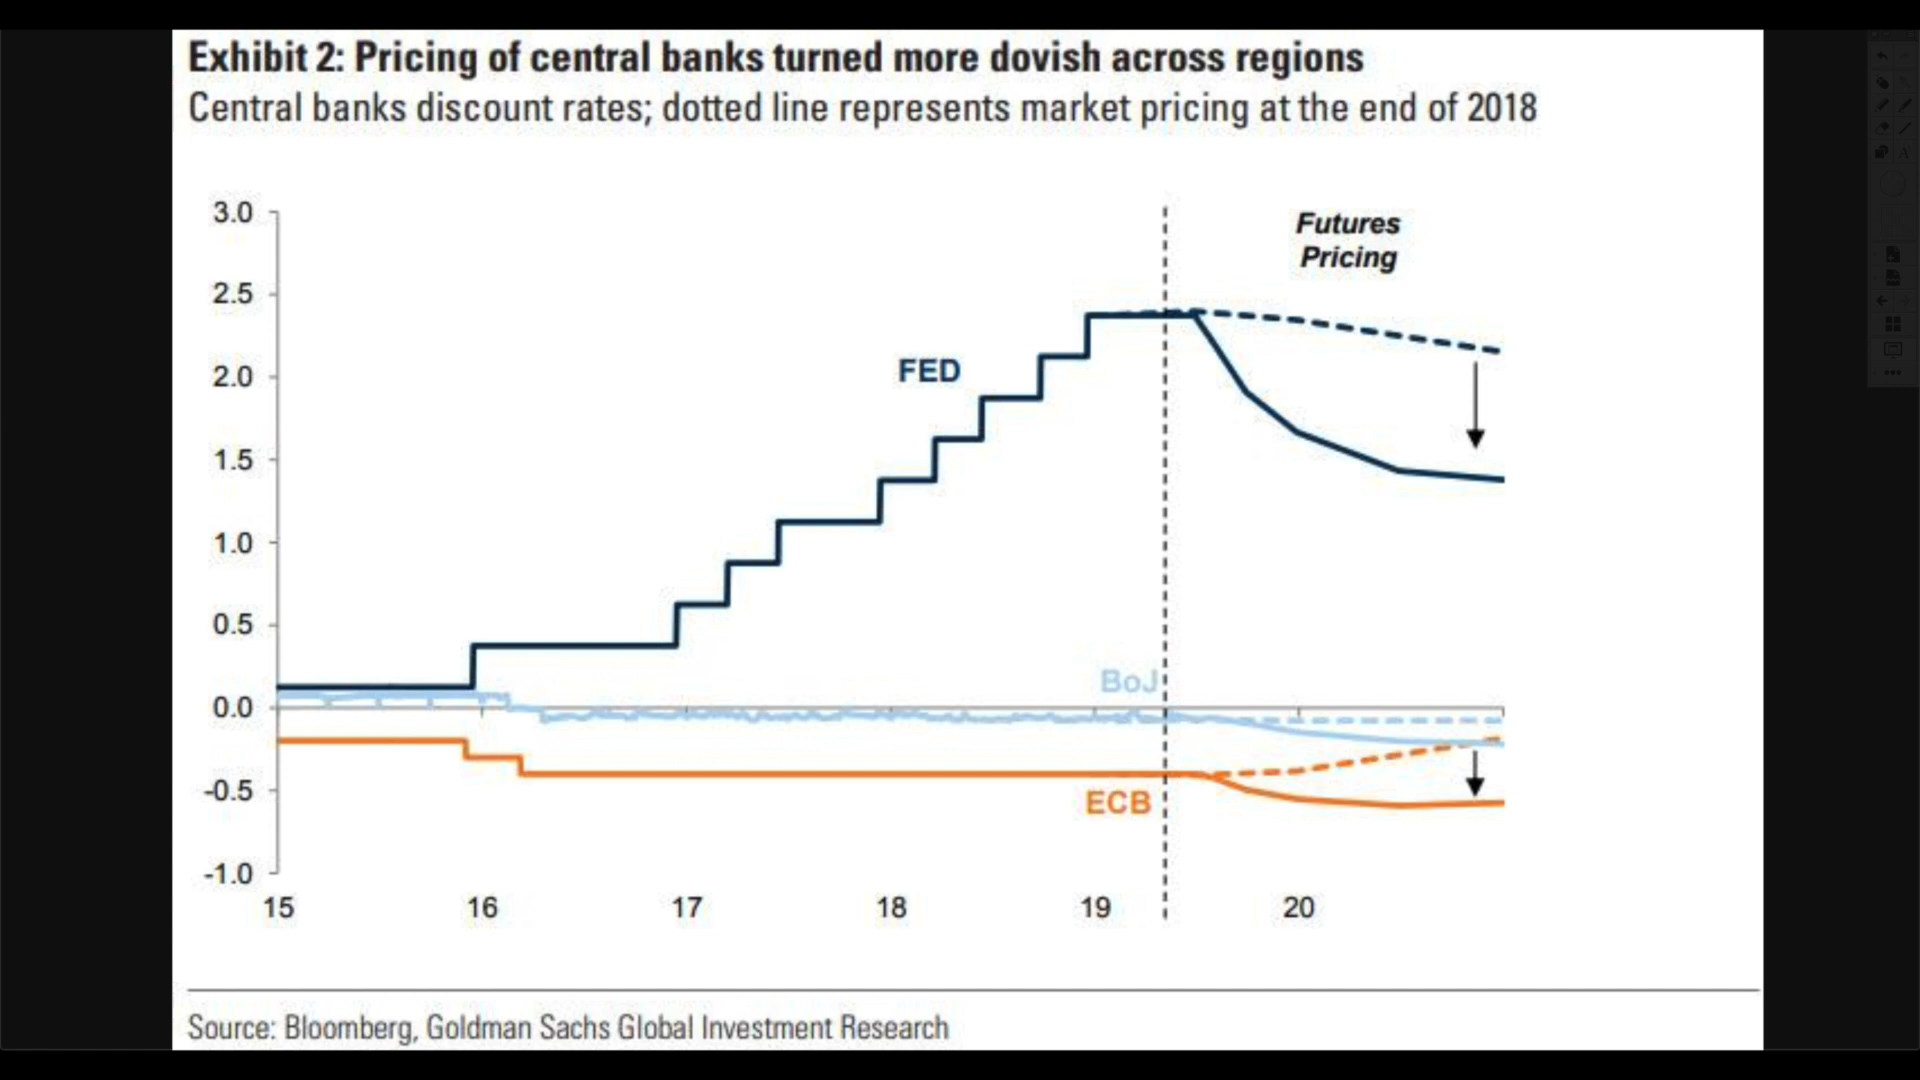 Exhibit 2: Pricing of central banks turned more dovish across regions
Central banks discount rates; dotted line represents market pricing at the end of 2018
Futures
Pricing
3.0
2.5
2.0
1.5
1.0
0.5
0.0
-0.5
-1.0
FED
BoJ
ECB
15 16 17 18 19 20
Source: Bloomberg, Goldman Sachs Global Investment Research